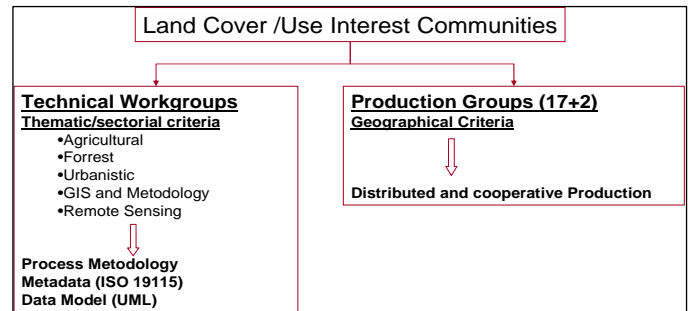 Land Cover /Use Interest Communities
Technical Workgroups
Thematic/sectorial criteria
•Agricultural
•Forrest
•Urbanistic
•GIS and Methodology
•Remote Sensing
Process Metodology
Metadata (ISO 19115)
Data Model (UML)
Production Groups (17+2)
Geographical Criteria
Distributed and cooperative Production